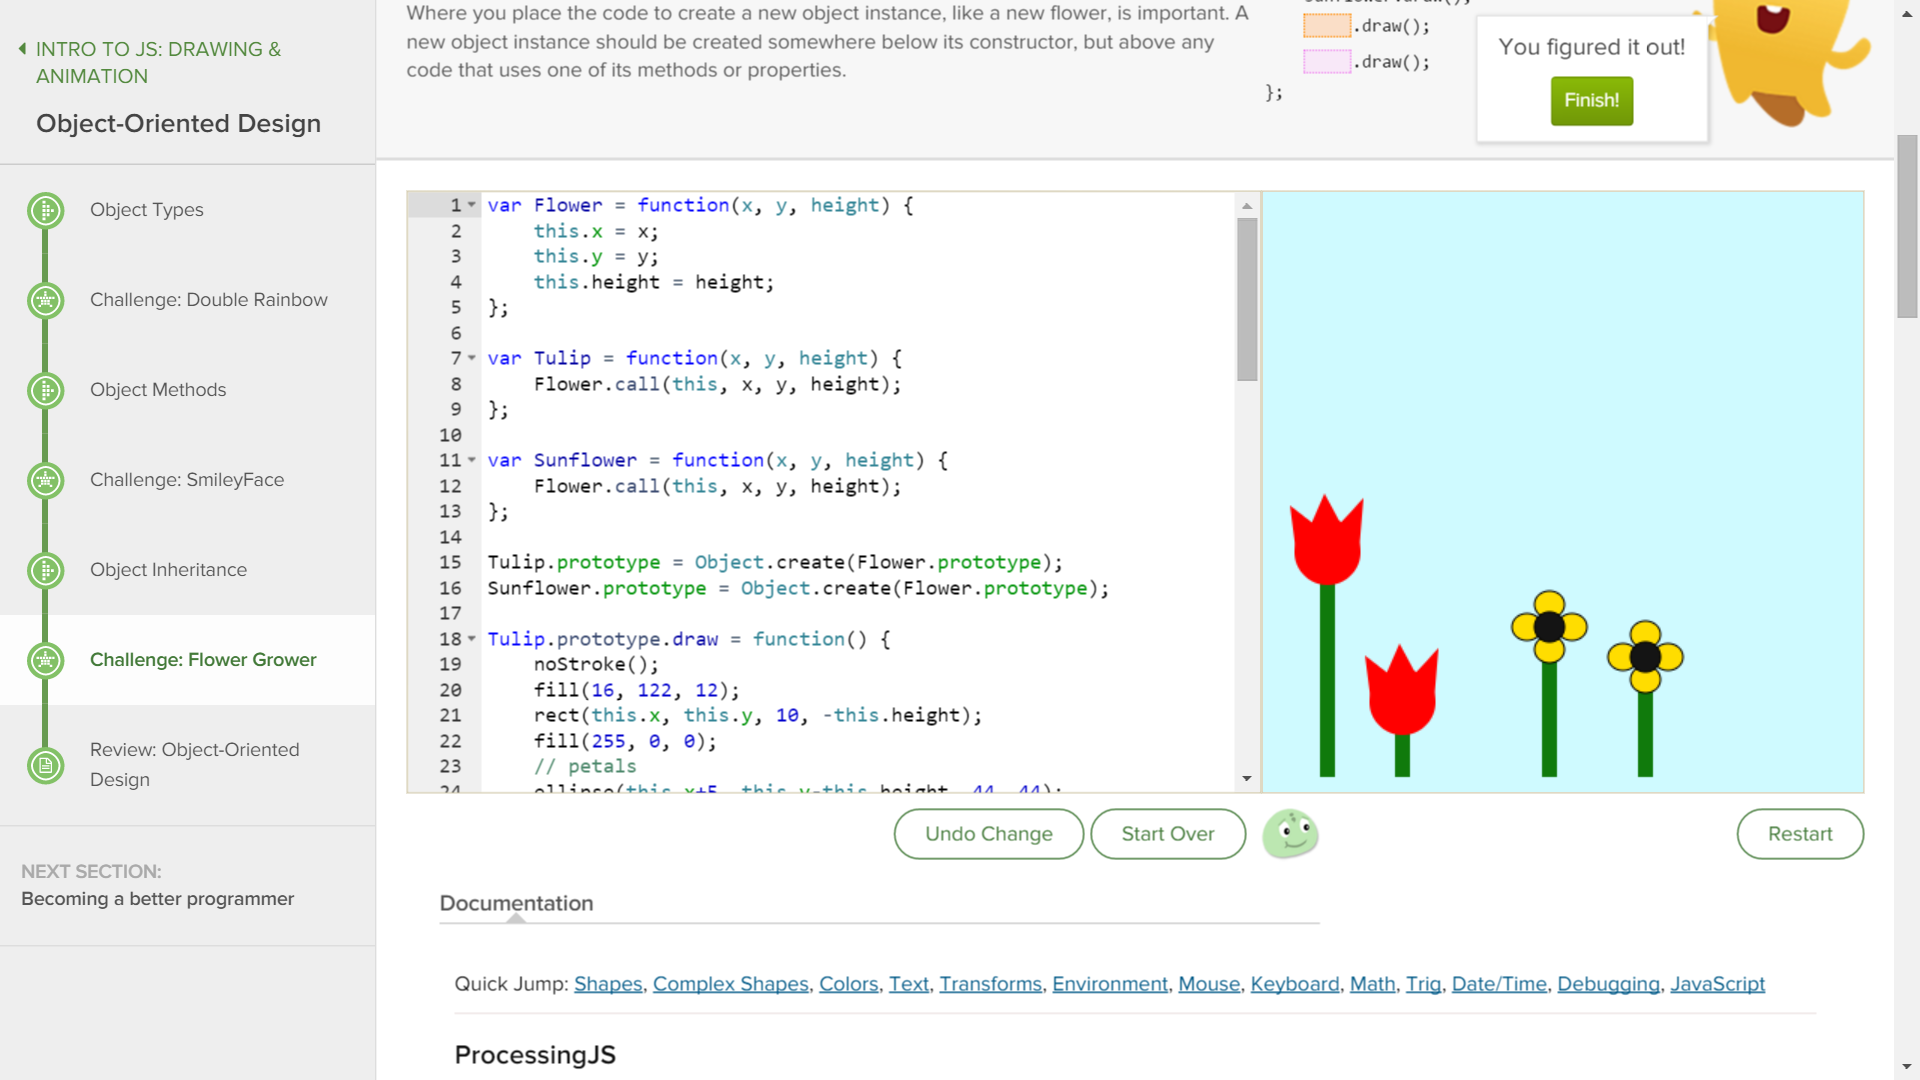 INTRO TO JS: DRAWING &
ANIMATION
Object-Oriented Design
Object Types
Challenge: Double Rainbow
Object Methods
Challenge: SmileyFace
Object Inheritance
Challenge: Flower Grower
Review: Object-Oriented
Design
NEXT SECTION:
Becoming a better programmer
Where you place the code to create a new object instance, like a new flower, is important. A
new object instance should be created somewhere below its constructor, but above any
code that uses one of its methods or properties.
.draw();
.draw();
};
You figured it out!
Finish!
1 var Flower = function(x, y, height) {
2 this.x = x;
3 this.y = y;
4 this.height = height;
5 };
6
7 var Tulip = function(x, y, height) {
8 Flower.call(this, x, y, height);
9 };
10
11 var Sunflower = function(x, y, height) {
12 Flower.call(this, x, y, height);
13 };
14
15 Tulip.prototype = Object.create(Flower.prototype);
16 Sunflower.prototype = Object.create(Flower.prototype);
17
18 Tulip.prototype.draw = function() {
19 noStroke();
20 fill(16, 122, 12);
21 rect(this.x, this.y, 10, -this.height);
22 fill(255, 0, 0);
23 // petals
24 ellipse(this.x+5, this.y-this.height, 44, 44);
Undo Change
Start Over
Restart
Documentation
Quick Jump: Shapes, Complex Shapes, Colors, Text, Transforms, Environment, Mouse, Keyboard, Math, Trig, Date/Time, Debugging, JavaScript
ProcessingJS